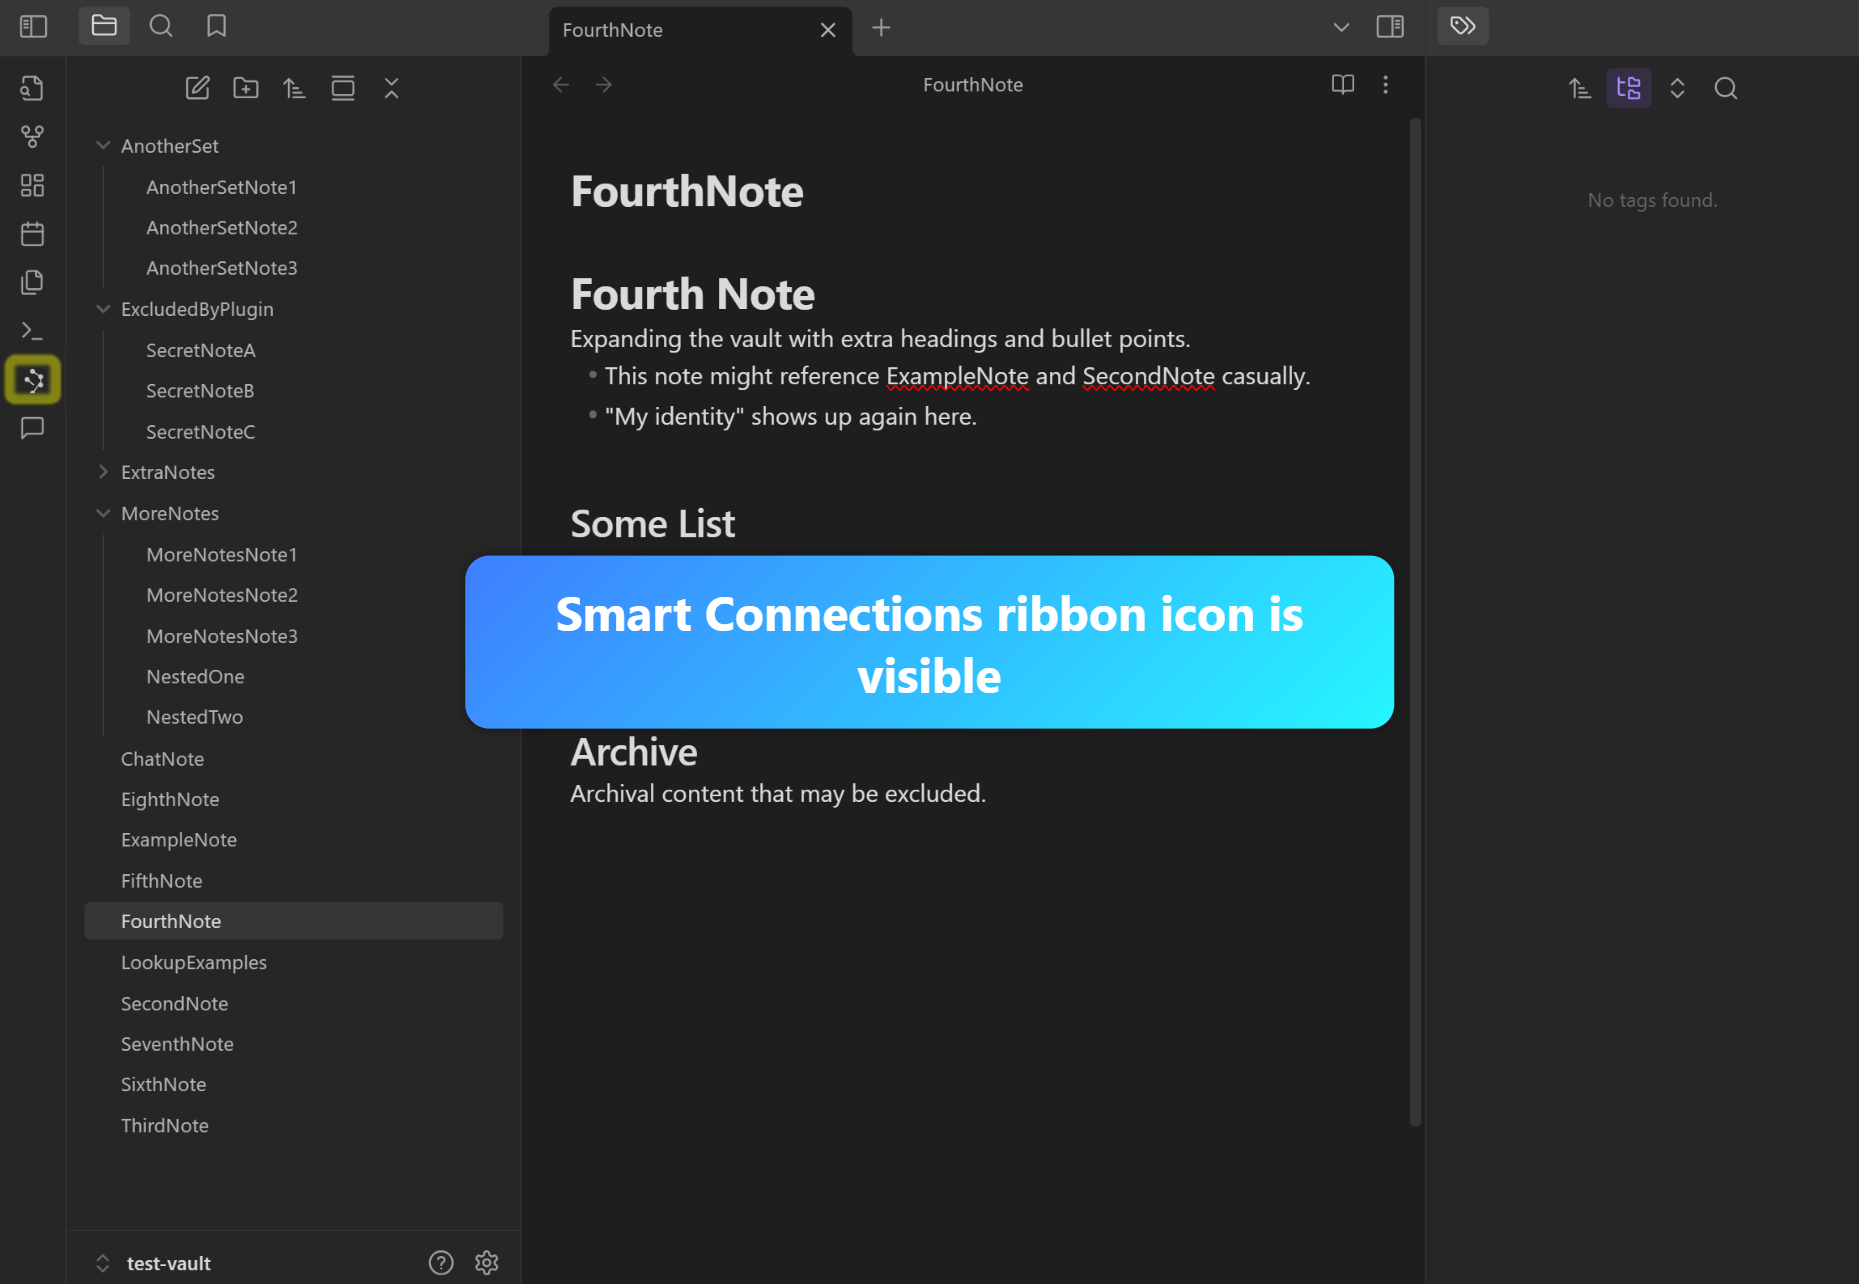 FourthNote
FourthNote
AnotherSet
AnotherSetNote1
AnotherSetNote2
AnotherSetNote3
ExcludedByPlugin
SecretNoteA
SecretNoteB
SecretNoteC
ExtraNotes
MoreNotes
MoreNotesNote1
MoreNotesNote2
MoreNotesNote3
NestedOne
NestedTwo
ChatNote
EighthNote
ExampleNote
FifthNote
FourthNote
LookupExamples
SecondNote
SeventhNote
SixthNote
ThirdNote
test-vault
FourthNote
Fourth Note
Expanding the vault with extra headings and bullet points.
• This note might reference ExampleNote and SecondNote casually.
• "My identity" shows up again here.
Some List
Smart Connections ribbon icon is
visible
Archive
Archival content that may be excluded.
No tags found.